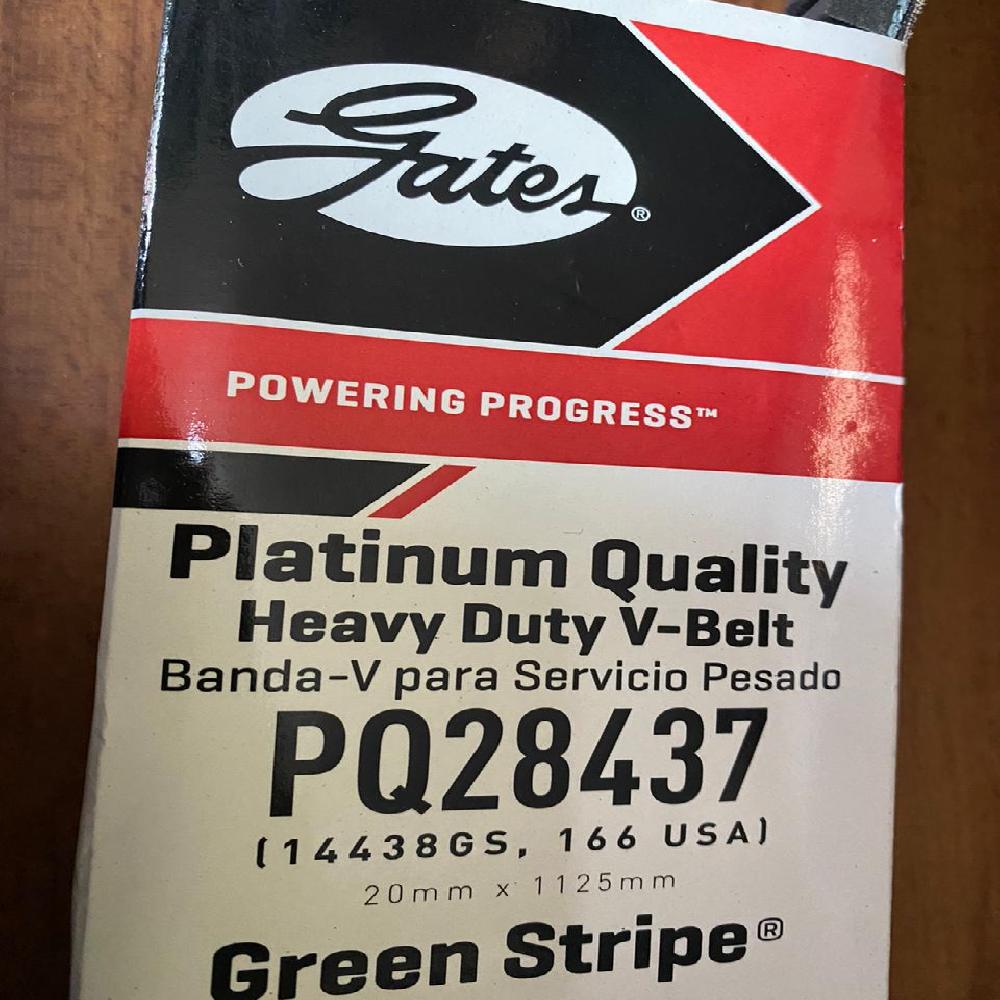 Gates®
POWERING PROGRESS™
Platinum Quality
Heavy Duty V-Belt
Banda-V para Servicio Pesado
PQ28437
(14438GS, 166 USA)
20mm x 1125mm
Green Stripe®